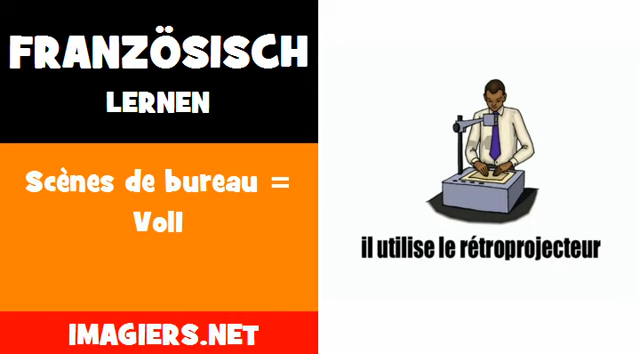 FRANZÖSISCH
LERNEN
Scènes de bureau =
Voll
IMAGIERS.NET
il utilise le rétroprojecteur